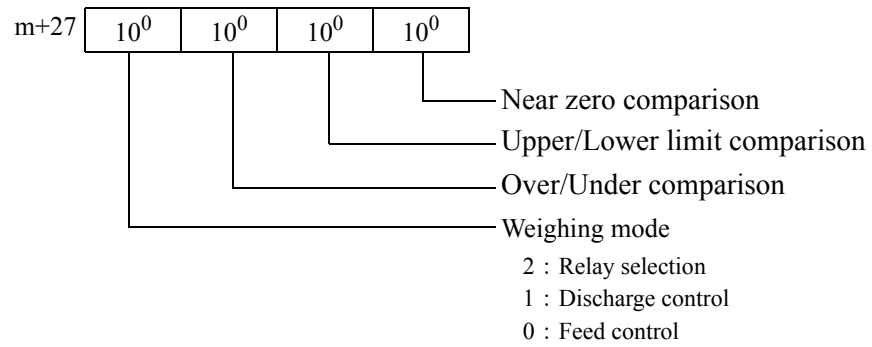 m+27 10⁰ 10⁰ 10⁰ 10⁰
Near zero comparison
Upper/Lower limit comparison
Over/Under comparison
Weighing mode
2 : Relay selection
1 : Discharge control
0 : Feed control